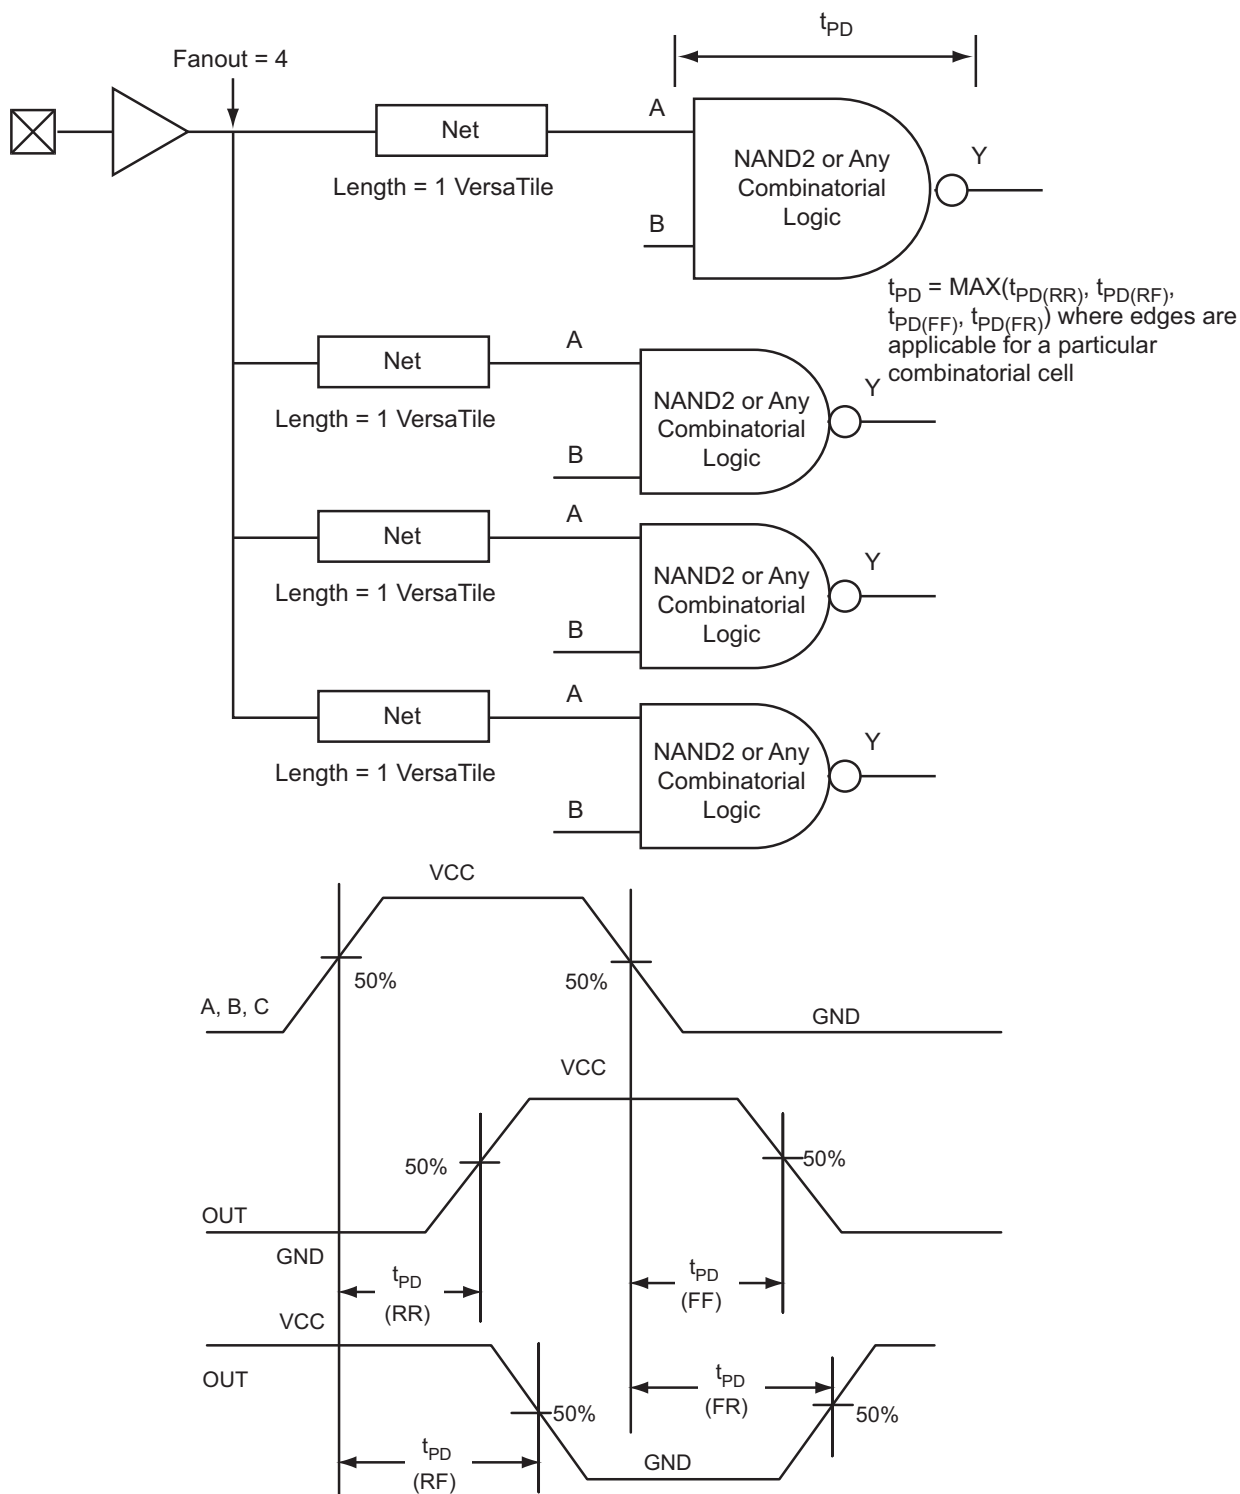 tPD
Fanout = 4
A
Net
NAND2 or Any
Combinatorial
Logic
Y
Length = 1 VersaTile
B
tPD = MAX(tPD(RR), tPD(RF),
tPD(FF), tPD(FR)) where edges are
applicable for a particular
combinatorial cell
A
Net
NAND2 or Any
Combinatorial
Logic
Y
Length = 1 VersaTile
B
A
Net
NAND2 or Any
Combinatorial
Logic
Y
Length = 1 VersaTile
B
A
Net
NAND2 or Any
Combinatorial
Logic
Y
Length = 1 VersaTile
B
VCC
50%
50%
A, B, C
GND
VCC
50%
50%
OUT
GND
tPD
(RR)
tPD
(FF)
VCC
OUT
tPD
(FR)
50%
50%
tPD
(RF)
GND